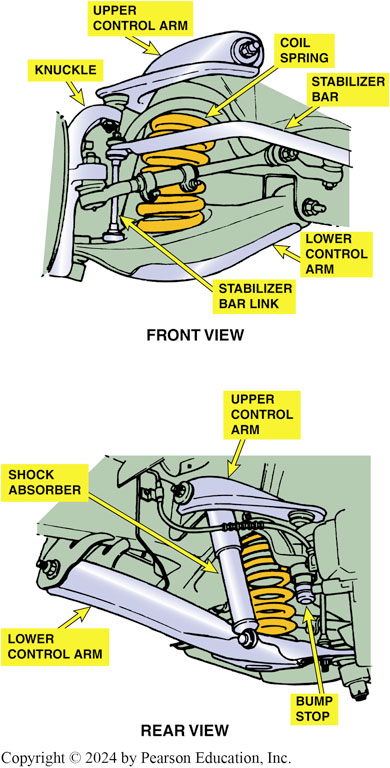 UPPER
CONTROL ARM
COIL
SPRING
KNUCKLE
STABILIZER
BAR
LOWER
CONTROL
ARM
STABILIZER
BAR LINK
FRONT VIEW
UPPER
CONTROL
ARM
SHOCK
ABSORBER
LOWER
CONTROL ARM
BUMP
STOP
REAR VIEW
Copyright © 2024 by Pearson Education, Inc.